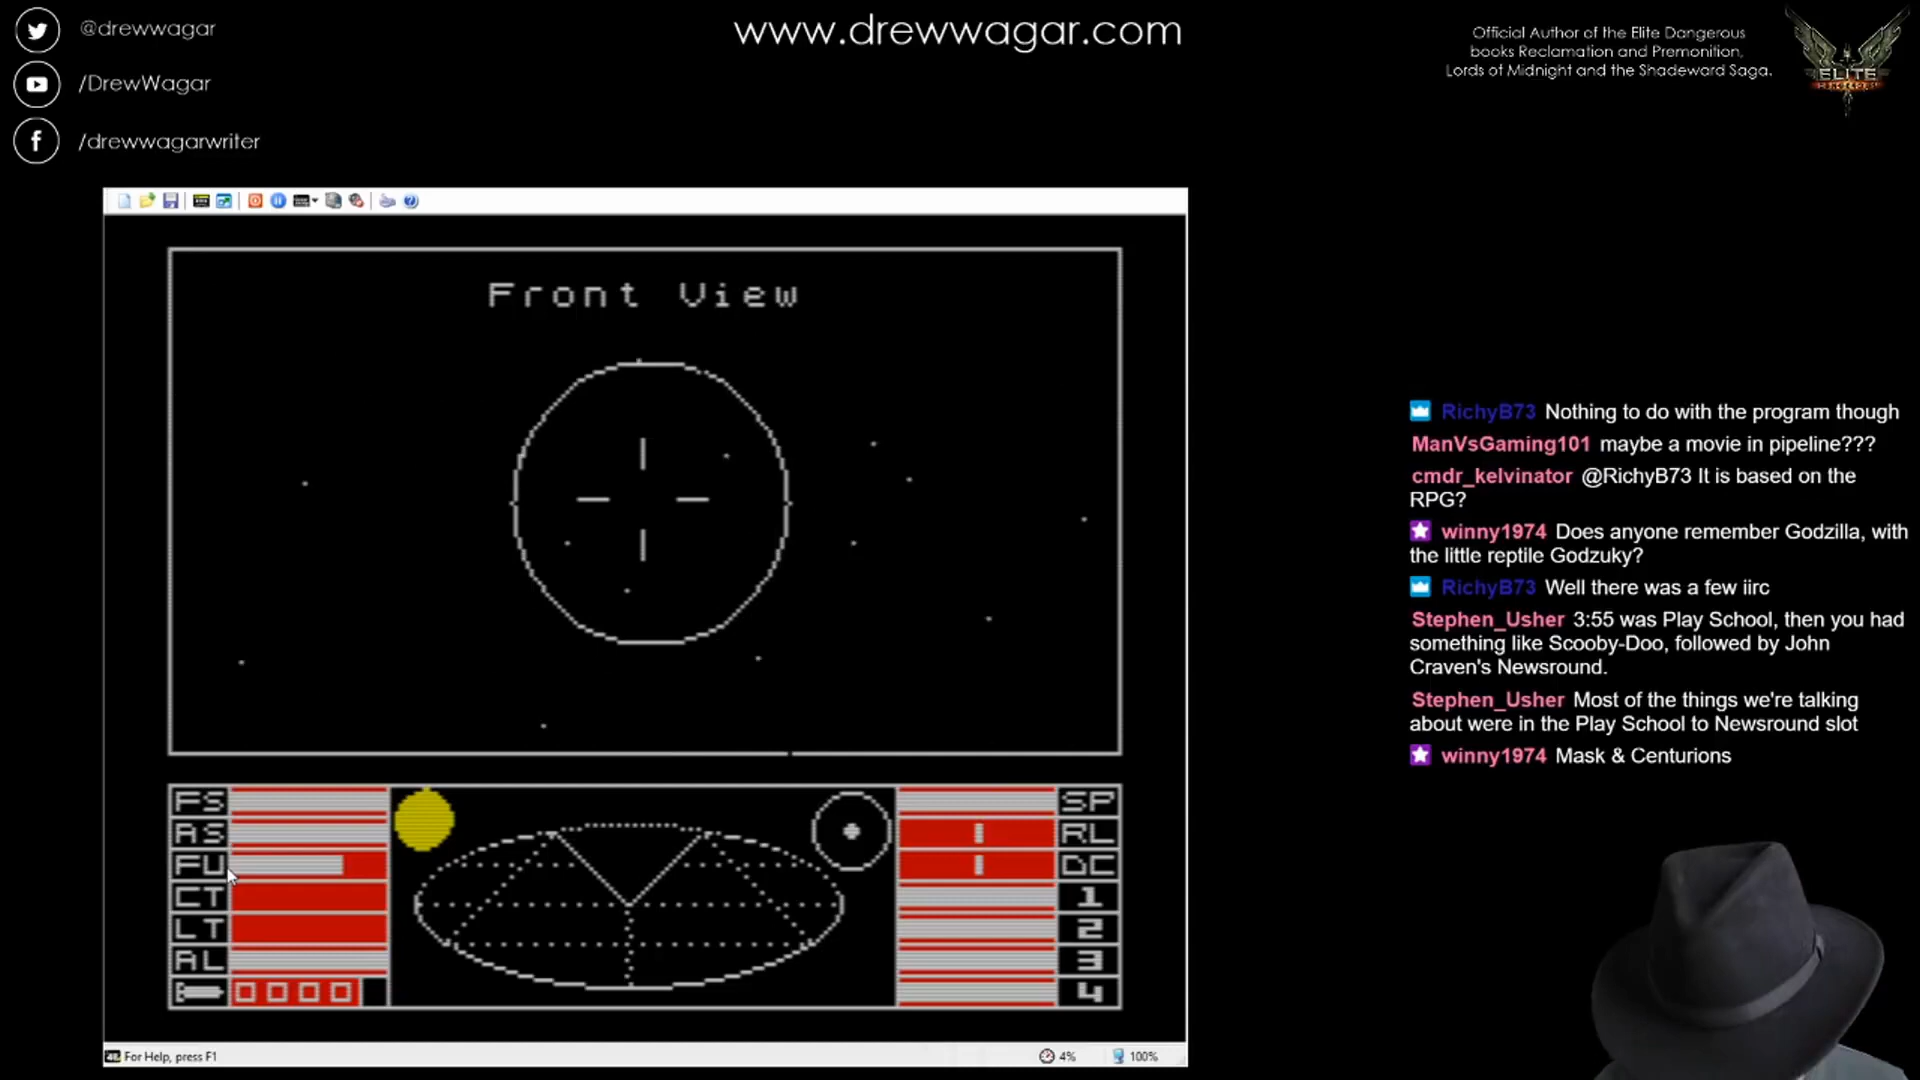 @drewwagar
/DrewWagar
/drewwagarwriter
www.drewwagar.com
Official Author of the Elite Dangerous
books Reclamation and Premonition,
Lords of Midnight and the Shadeward Saga.
ELITE
DANGEROUS
Front View
FS
AS
FU
CT
LT
AL
SP
RL
DC
1
2
3
4
For Help, press F1
4%
100%
RichyB73 Nothing to do with the program though
ManVsGaming101 maybe a movie in pipeline???
cmdr_kelvinator @RichyB73 It is based on the
RPG?
winny1974 Does anyone remember Godzilla, with
the little reptile Godzuky?
RichyB73 Well there was a few iirc
Stephen_Usher 3:55 was Play School, then you had
something like Scooby-Doo, followed by John
Craven's Newsround.
Stephen_Usher Most of the things we're talking
about were in the Play School to Newsround slot
winny1974 Mask & Centurions